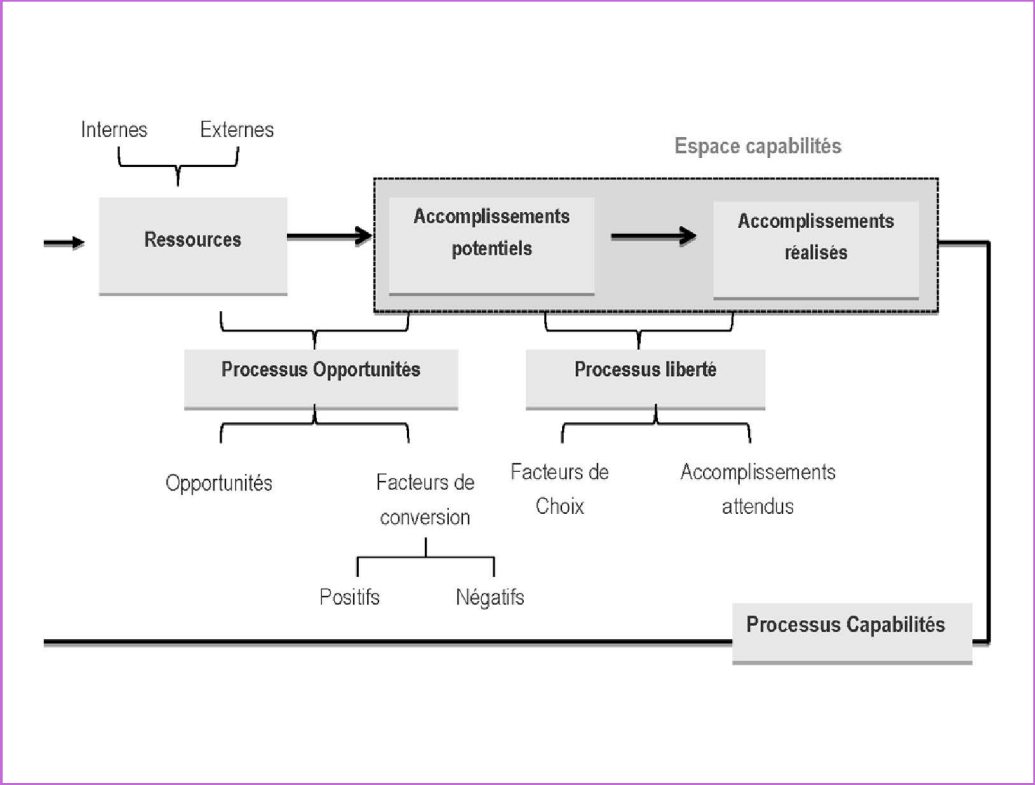 Internes
Externes
Espace capabilités
Ressources
Accomplissements
potentiels
Accomplissements
réalisés
Processus Opportunités
Processus liberté
Opportunités
Facteurs de
conversion
Facteurs de
Choix
Accomplissements
attendus
Positifs
Négatifs
Processus Capabilités